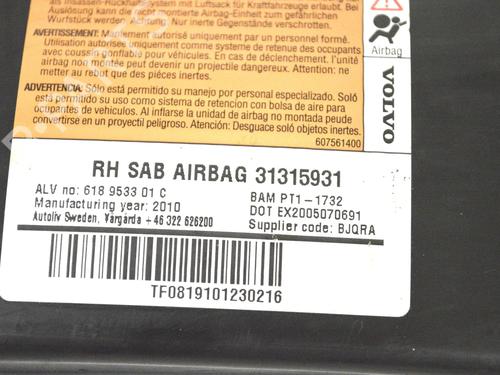 als Insassen-Rückhaltesystem mit Luftsack für Kraftfahrzeuge erlaubt. Bei
Auslösung kann die nicht montierte Airbag-Einheit zum gefährlichen
Wurfgeschoss werden. Achtung! Nur inerte Gegenstände verschrotten.
AVERTISSEMENT: Maniement autorisé uniquement par un personnel formé.
Utilisation autorisée uniquement comme système de retenue des occupants
avec coussin gonflable pour véhicules. En cas de déclenchement, l'unité
airbag non montée peut devenir un projectile dangereux. Attention: ne
mettre au rebut que des pièces inertes.
ADVERTENCIA: Sólo está permitido su manejo por personal especializado. Soló
está permitido su uso como sistema de retención con bolsa de aire para
ocupantes de vehículos. Al inflarse la unidad de airbag no montada puede
convertirse en un proyectil peligroso. Atención: Desguace soló objetos inertes.
607561400
Airbag
VOLVO
RH SAB AIRBAG 31315931
ALV no: 618 9533 01 C
BAM PT1-1732
Manufacturing year: 2010
DOT EX2005070691
Autoliv Sweden, Vårgårda +46 322 626200
Supplier code: BJQRA
TF0819101230216